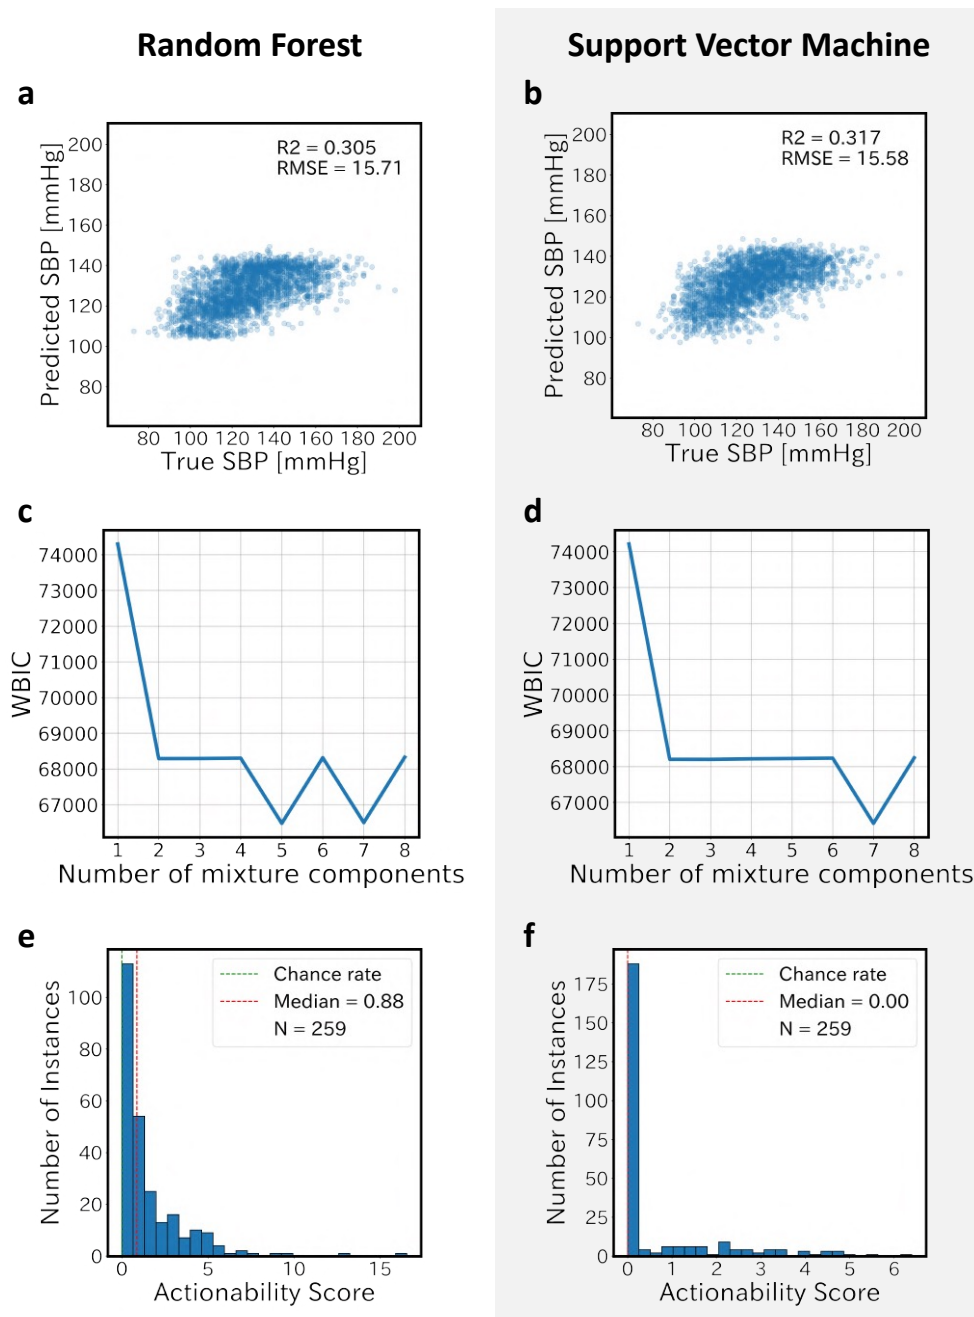 Random Forest
Support Vector Machine
a
R2 = 0.305
RMSE = 15.71
Predicted SBP [mmHg]
200
180
160
140
120
100
80
80 100 120 140 160 180 200
True SBP [mmHg]
b
R2 = 0.317
RMSE = 15.58
Predicted SBP [mmHg]
200
180
160
140
120
100
80
80 100 120 140 160 180 200
True SBP [mmHg]
c
WBIC
74000
73000
72000
71000
70000
69000
68000
67000
1 2 3 4 5 6 7 8
Number of mixture components
d
WBIC
74000
73000
72000
71000
70000
69000
68000
67000
1 2 3 4 5 6 7 8
Number of mixture components
e
Chance rate
Median = 0.88
N = 259
Number of Instances
100
80
60
40
20
0
0 5 10 15
Actionability Score
f
Chance rate
Median = 0.00
N = 259
Number of Instances
175
150
125
100
75
50
25
0
0 1 2 3 4 5 6
Actionability Score